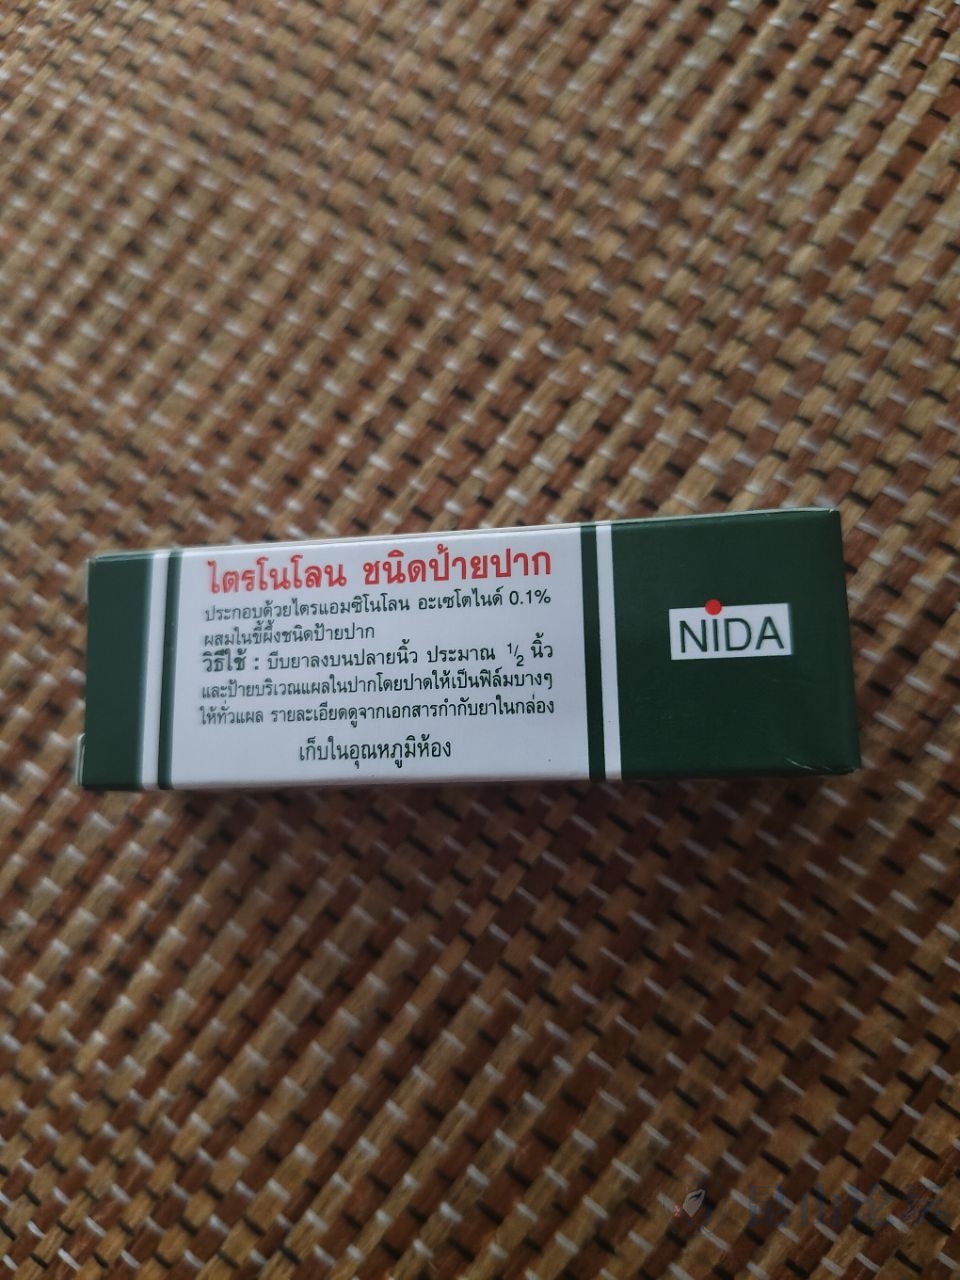 ไตรโนโลน ชนิดป้ายปาก
ประกอบด้วยไตรแอมซิโนโลน อะเซโตไนด์ 0.1%
ผสมในขี้ผึ้งชนิดป้ายปาก
วิธีใช้ : บีบยาลงบนปลายนิ้ว ประมาณ 1/2 นิ้ว
และป้ายบริเวณแผลในปากโดยปาดให้เป็นฟิล์มบางๆ
ให้ทั่วแผล รายละเอียดดูจากเอกสารกำกับยาในกล่อง
เก็บในอุณหภูมิห้อง
NIDA